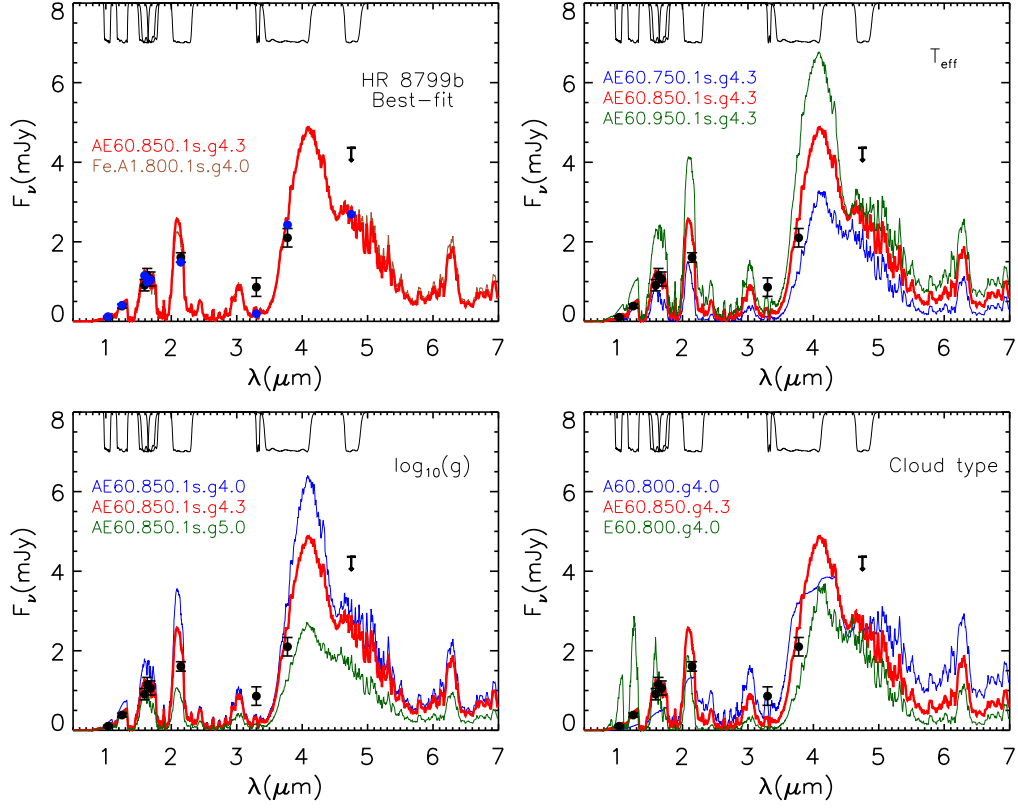 8
6
4
2
0
F_ν(mJy)
HR 8799b
Best-fit
AE60.850.1s.g4.3
Fe.A1.800.1s.g4.0
1 2 3 4 5 6 7
λ(μm)
8
6
4
2
0
F_ν(mJy)
T_eff
AE60.750.1s.g4.3
AE60.850.1s.g4.3
AE60.950.1s.g4.3
1 2 3 4 5 6 7
λ(μm)
8
6
4
2
0
F_ν(mJy)
log_10(g)
AE60.850.1s.g4.0
AE60.850.1s.g4.3
AE60.850.1s.g5.0
1 2 3 4 5 6 7
λ(μm)
8
6
4
2
0
F_ν(mJy)
Cloud type
A60.800.g4.0
AE60.850.g4.3
E60.800.g4.0
1 2 3 4 5 6 7
λ(μm)